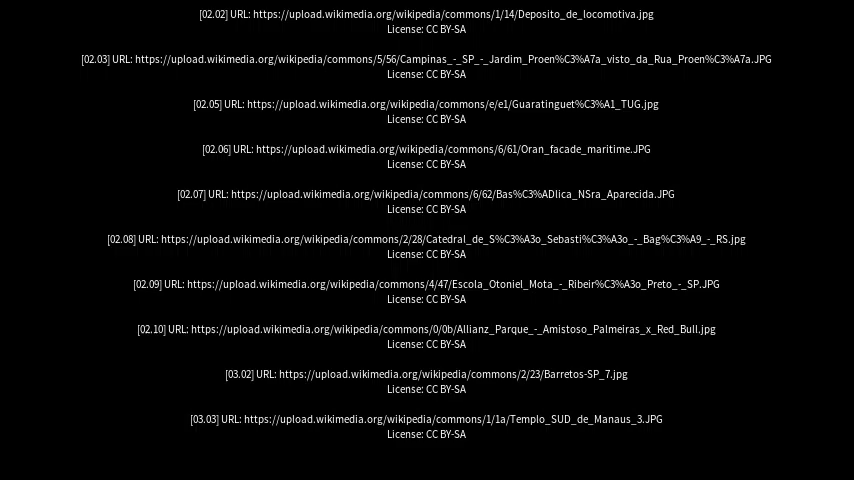 [02.02] URL: https://upload.wikimedia.org/wikipedia/commons/1/14/Deposito_de_locomotiva.jpg
License: CC BY-SA
[02.03] URL: https://upload.wikimedia.org/wikipedia/commons/5/56/Campinas_-_SP_-_Jardim_Proen%C3%A7a_visto_da_Rua_Proen%C3%A7a.JPG
License: CC BY-SA
[02.05] URL: https://upload.wikimedia.org/wikipedia/commons/e/e1/Guaratinguet%C3%A1_TUG.jpg
License: CC BY-SA
[02.06] URL: https://upload.wikimedia.org/wikipedia/commons/6/61/Oran_facade_maritime.JPG
License: CC BY-SA
[02.07] URL: https://upload.wikimedia.org/wikipedia/commons/6/62/Bas%C3%ADlica_NSra_Aparecida.JPG
License: CC BY-SA
[02.08] URL: https://upload.wikimedia.org/wikipedia/commons/2/28/Catedral_de_S%C3%A3o_Sebasti%C3%A3o_-_Bag%C3%A9_-_RS.jpg
License: CC BY-SA
[02.09] URL: https://upload.wikimedia.org/wikipedia/commons/4/47/Escola_Otoniel_Mota_-_Ribeir%C3%A3o_Preto_-_SP.JPG
License: CC BY-SA
[02.10] URL: https://upload.wikimedia.org/wikipedia/commons/0/0b/Allianz_Parque_-_Amistoso_Palmeiras_x_Red_Bull.jpg
License: CC BY-SA
[03.02] URL: https://upload.wikimedia.org/wikipedia/commons/2/23/Barretos-SP_7.jpg
License: CC BY-SA
[03.03] URL: https://upload.wikimedia.org/wikipedia/commons/1/1a/Templo_SUD_de_Manaus_3.JPG
License: CC BY-SA